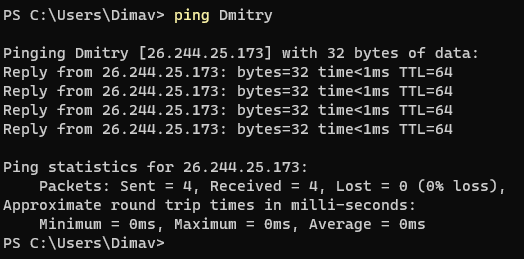 PS C:\Users\Dimav> ping Dmitry
Pinging Dmitry [26.244.25.173] with 32 bytes of data:
Reply from 26.244.25.173: bytes=32 time<1ms TTL=64
Reply from 26.244.25.173: bytes=32 time<1ms TTL=64
Reply from 26.244.25.173: bytes=32 time<1ms TTL=64
Reply from 26.244.25.173: bytes=32 time<1ms TTL=64
Ping statistics for 26.244.25.173:
    Packets: Sent = 4, Received = 4, Lost = 0 (0% loss),
Approximate round trip times in milli-seconds:
    Minimum = 0ms, Maximum = 0ms, Average = 0ms
PS C:\Users\Dimav>